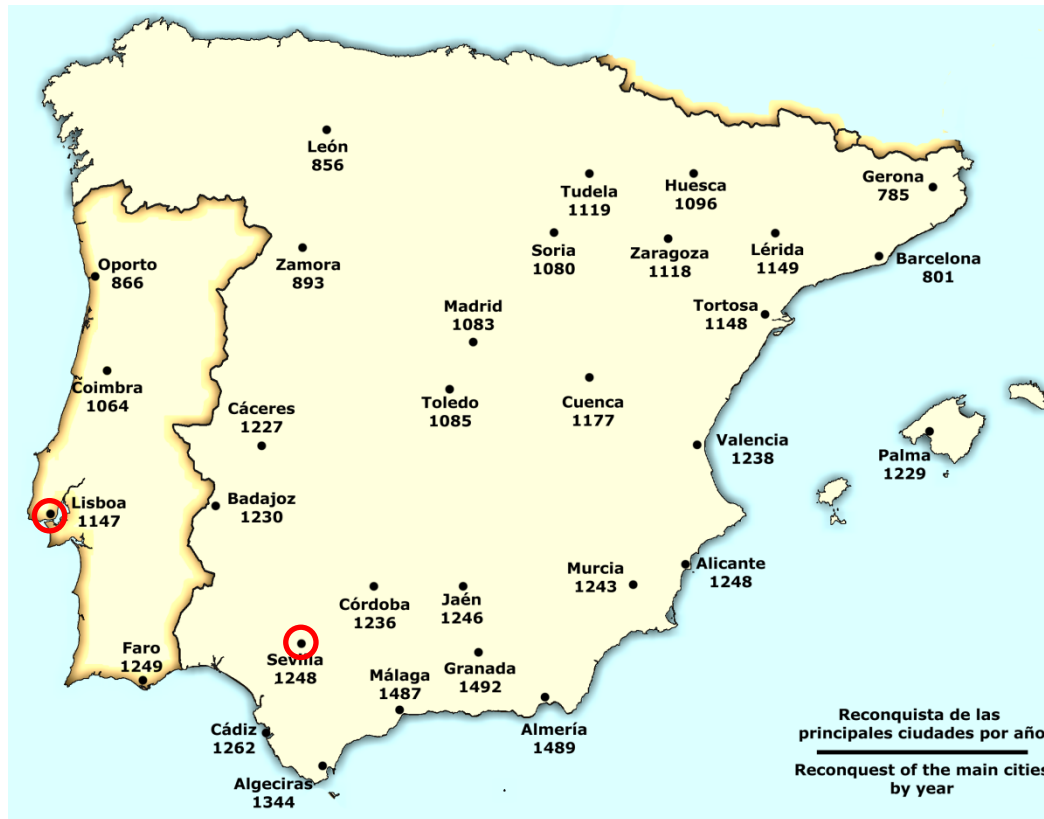 León
856
Tudela
1119
Huesca
1096
Gerona
785
Oporto
866
Zamora
893
Soria
1080
Zaragoza
1118
Lérida
1149
Barcelona
801
Madrid
1083
Tortosa
1148
Coimbra
1064
Cáceres
1227
Toledo
1085
Cuenca
1177
Valencia
1238
Palma
1229
Lisboa
1147
Badajoz
1230
Alicante
1248
Murcia
1243
Córdoba
1236
Jaén
1246
Faro
1249
Sevilla
1248
Málaga
1487
Granada
1492
Cádiz
1262
Almería
1489
Algeciras
1344
Reconquista de las
principales ciudades por año
Reconquest of the main cities
by year